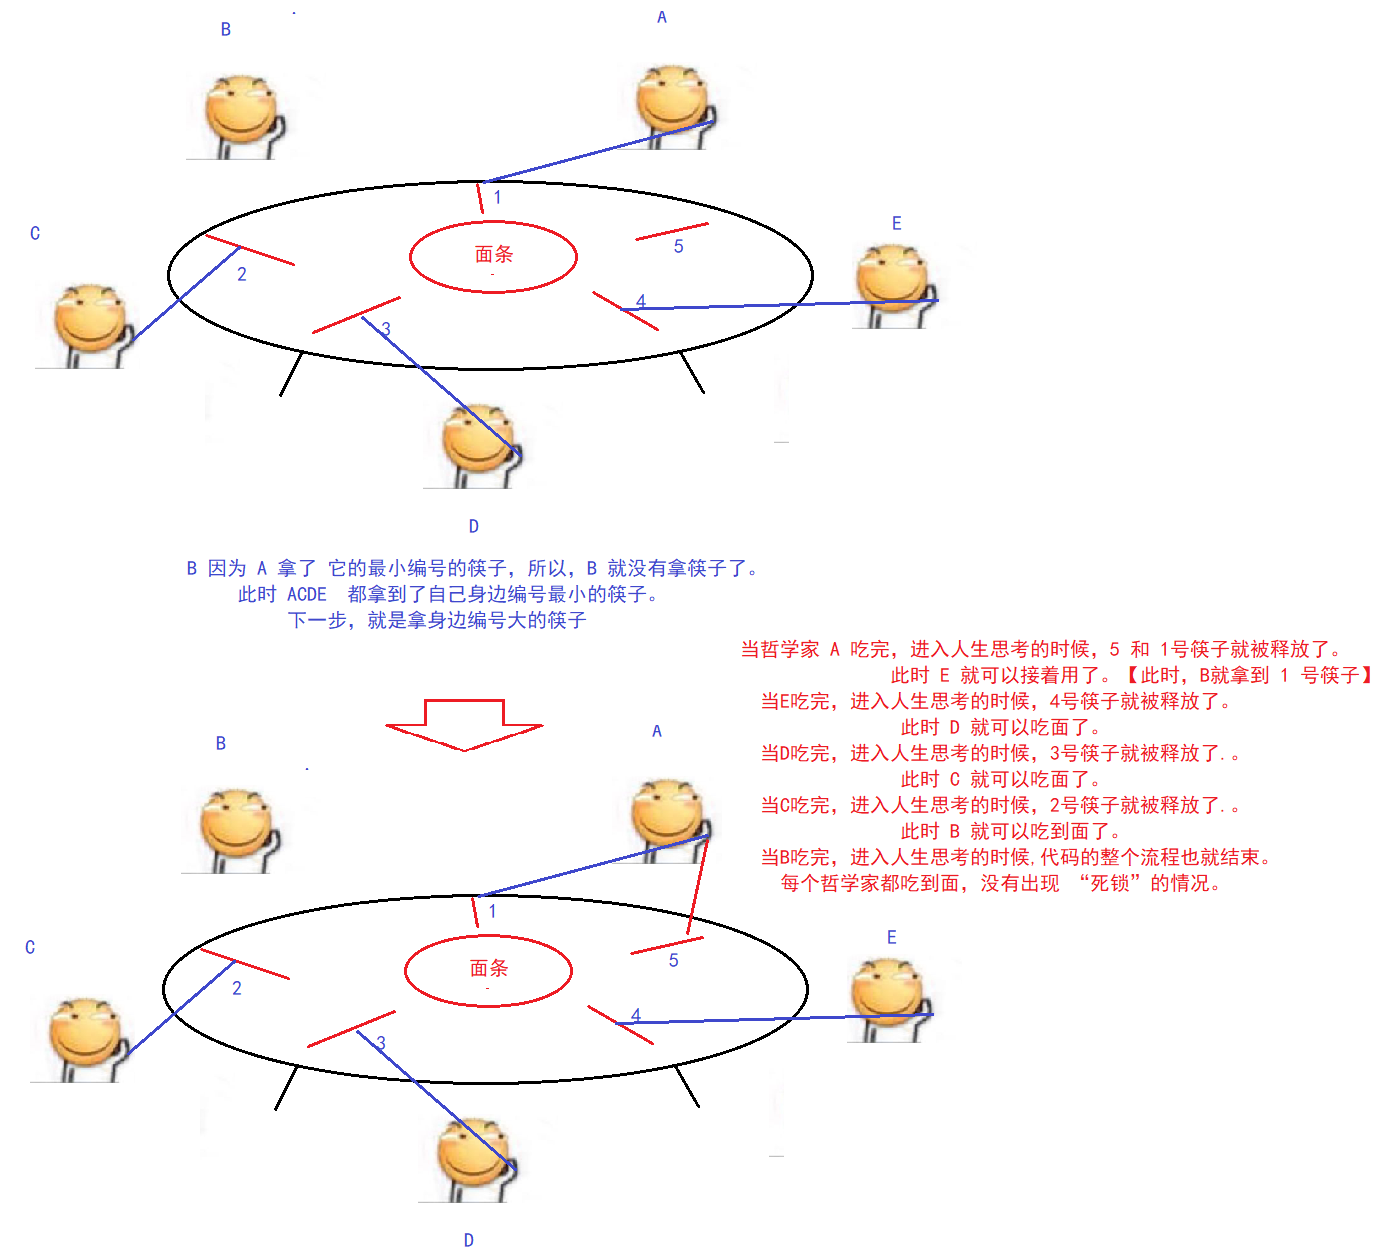 B
A
C
E
1
5
面条
2
4
3
D
B 因为 A 拿了 它的最小编号的筷子，所以，B 就没有拿筷子了。
此时 ACDE 都拿到了自己身边编号最小的筷子。
下一步，就是拿身边编号大的筷子
当哲学家 A 吃完，进入人生思考的时候，5 和 1号筷子就被释放了。
此时 E 就可以接着用了。【此时，B就拿到 1 号筷子】
当E吃完，进入人生思考的时候，4号筷子就被释放了。
此时 D 就可以吃面了。
当D吃完，进入人生思考的时候，3号筷子就被释放了.。
此时 C 就可以吃面了。
当C吃完，进入人生思考的时候，2号筷子就被释放了.。
此时 B 就可以吃到面了。
当B吃完，进入人生思考的时候,代码的整个流程也就结束。
每个哲学家都吃到面，没有出现 “死锁”的情况。
B
A
C
E
1
5
面条
2
4
3
D